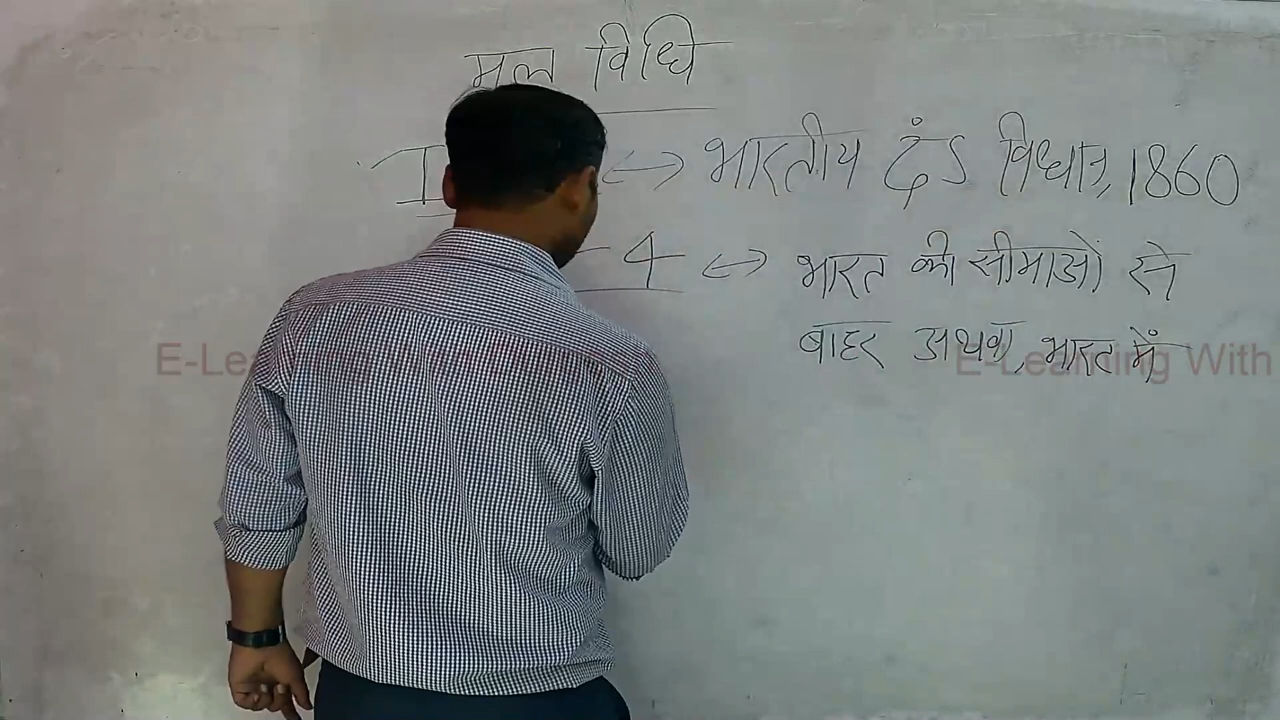 मूल विधि
I ↔ भारतीय दंड विधान, 1860
-4 ↔ भारत की सीमाओं से
बाहर अथवा भारत में
E-Learning With